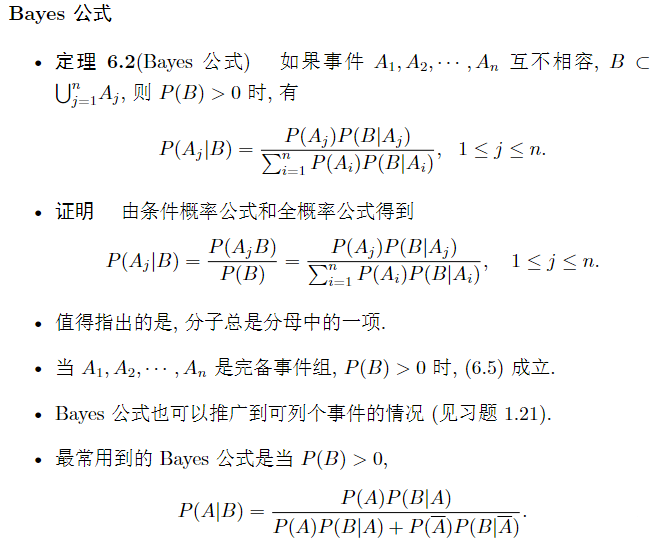 Bayes 公式
• 定理 6.2(Bayes 公式) 如果事件 $A_1, A_2, \cdots, A_n$ 互不相容, $B \subset$
$\bigcup_{j=1}^n A_j$, 则 $P(B) > 0$ 时, 有
$$P(A_j|B) = \frac{P(A_j)P(B|A_j)}{\sum_{i=1}^n P(A_i)P(B|A_i)}, \quad 1 \leq j \leq n.$$
• 证明 由条件概率公式和全概率公式得到
$$P(A_j|B) = \frac{P(A_jB)}{P(B)} = \frac{P(A_j)P(B|A_j)}{\sum_{i=1}^n P(A_i)P(B|A_i)}, \quad 1 \leq j \leq n.$$
• 值得指出的是, 分子总是分母中的一项.
• 当 $A_1, A_2, \cdots, A_n$ 是完备事件组, $P(B) > 0$ 时, (6.5) 成立.
• Bayes 公式也可以推广到可列个事件的情况 (见习题 1.21).
• 最常用到的 Bayes 公式是当 $P(B) > 0$,
$$P(A|B) = \frac{P(A)P(B|A)}{P(A)P(B|A) + P(\overline{A})P(B|\overline{A})}.$$